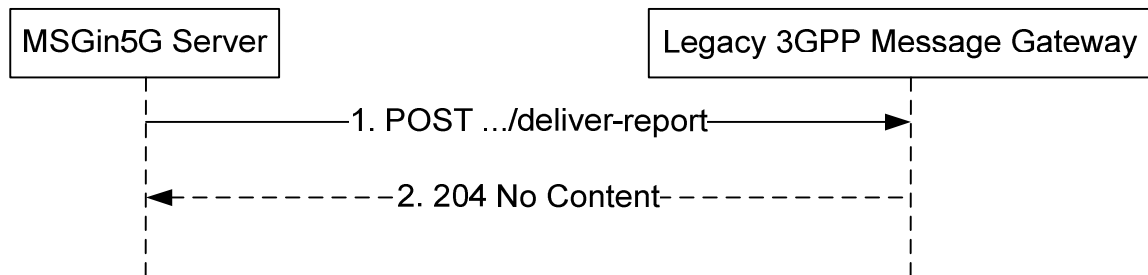 MSGin5G Server
Legacy 3GPP Message Gateway
1. POST .../deliver-report
2. 204 No Content